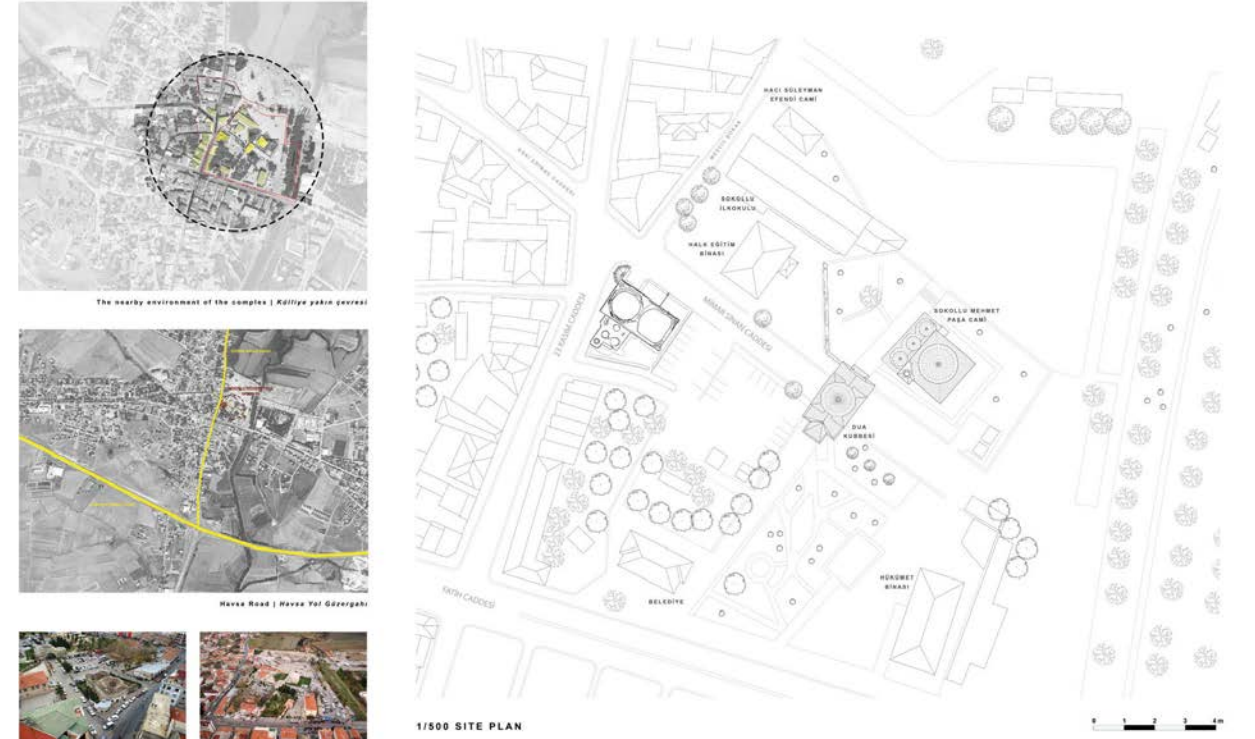 The nearby environment of the complex | Külliye yakın çevresi
Havsa Road | Havsa Yol Güzergahı
HACI SÜLEYMAN
EFENDİ CAMİ
SOKOLLU
İLKOKULU
HALK EĞİTİM
BİNASI
MİMAR SİNAN CADDESİ
SOKOLLU MEHMET
PAŞA CAMİ
DUA
KUBBESİ
HÜKÜMET
BİNASI
BELEDİYE
FATİH CADDESİ
1/500 SITE PLAN
0 1 2 3 4m